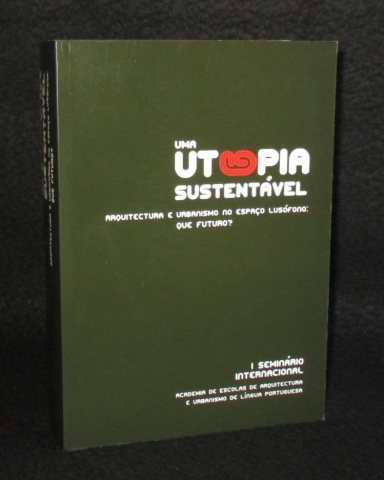 UMA
UTOPIA
SUSTENTÁVEL
ARQUITECTURA E URBANISMO NO ESPAÇO LUSÓFONO:
QUE FUTURO?
I SEMINÁRIO
INTERNACIONAL
ACADEMIA DE ESCOLAS DE ARQUITECTURA
E URBANISMO DE LÍNGUA PORTUGUESA
SUSTENTÁVEL